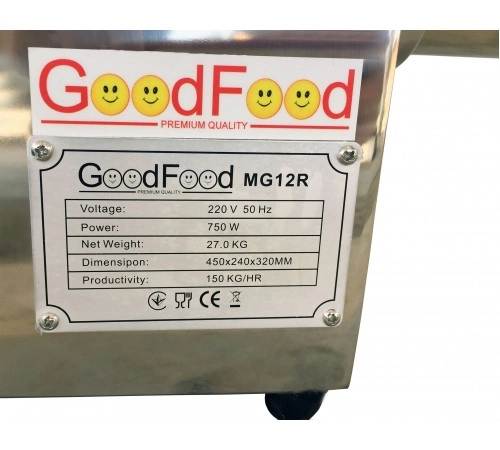 GoodFood
PREMIUM QUALITY
GoodFood MG12R
PREMIUM QUALITY
Voltage: 220 V 50 Hz
Power: 750 W
Net Weight: 27.0 KG
Dimensipon: 450x240x320MM
Productivity: 150 KG/HR
CE